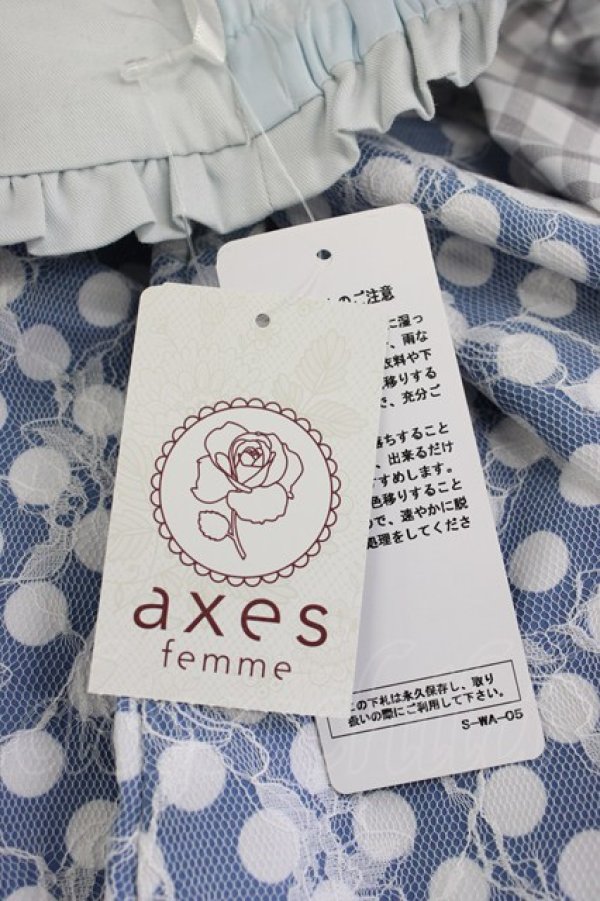 axes
femme
のご注意
に湿っ
、雨な
衣料や下
移りする
、充分ご
落ちすること
、出来るだけ
すめします。
色移りすること
ので、速やかに脱
処理をしてくださ
この下札は永久保存し、取り
扱いの際にご利用して下さい。
S-WA-05